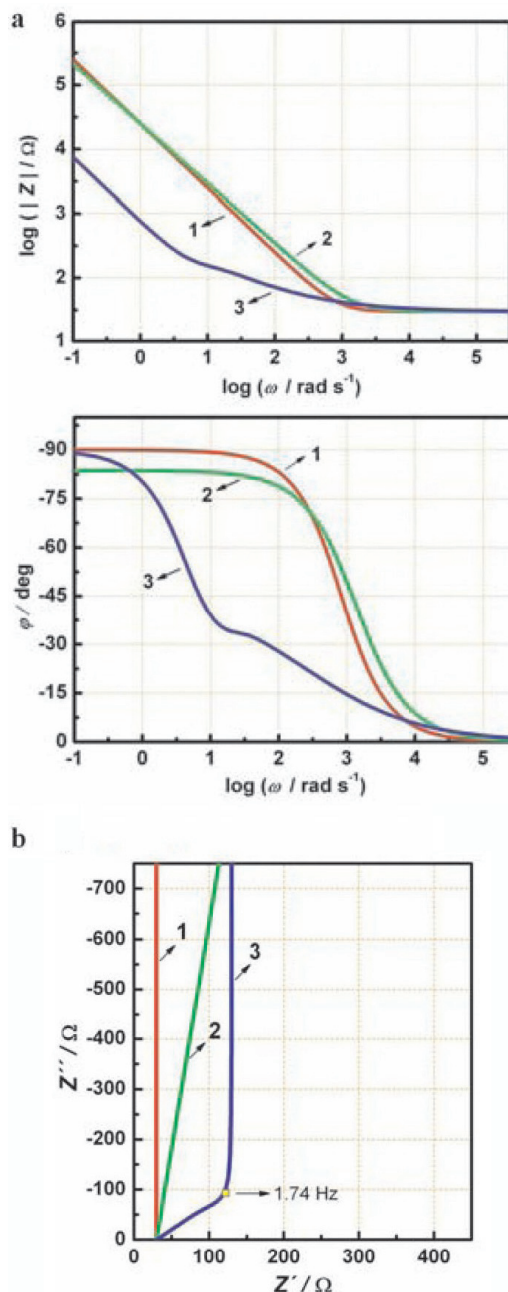 a
6
5
4
3
2
1
log (|Z| / Ω)
1
2
3
-1 0 1 2 3 4 5
log (ω / rad s⁻¹)
-90
-75
-60
-45
-30
-15
0
φ / deg
1
2
3
-1 0 1 2 3 4 5
log (ω / rad s⁻¹)
b
-700
-600
-500
-400
-300
-200
-100
0
Z´´ / Ω
1
2
3
1.74 Hz
0 100 200 300 400
Z´ / Ω